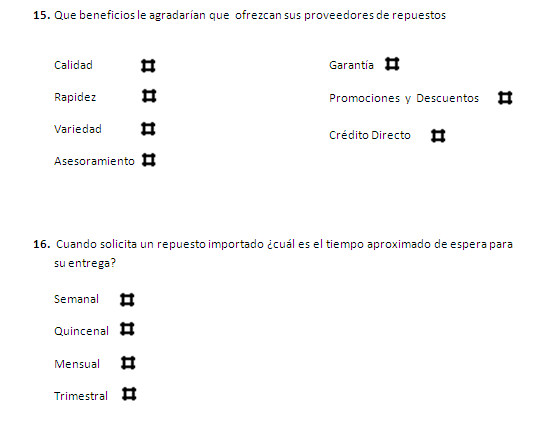 15. Que beneficios le agradarían que ofrezcan sus proveedores de repuestos
Calidad
Rapidez
Variedad
Asesoramiento
Garantía
Promociones y Descuentos
Crédito Directo
16. Cuando solicita un repuesto importado ¿cuál es el tiempo aproximado de espera para
su entrega?
Semanal
Quincenal
Mensual
Trimestral